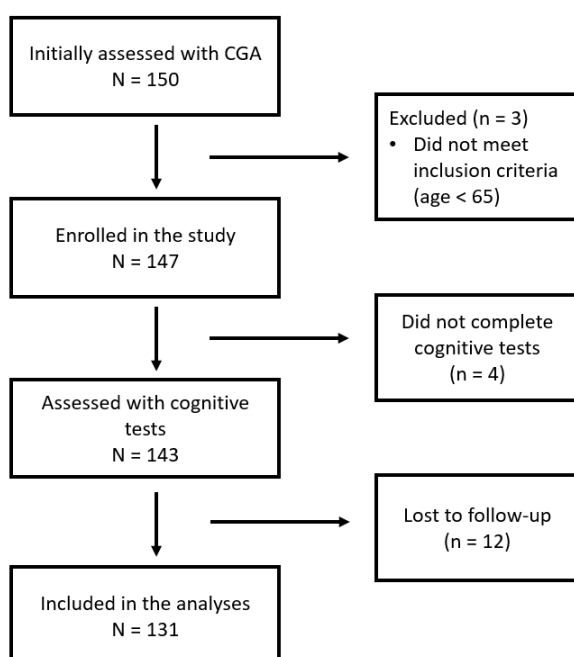 Initially assessed with CGA
N = 150
Excluded (n = 3)
• Did not meet
inclusion criteria
(age < 65)
Enrolled in the study
N = 147
Did not complete
cognitive tests
(n = 4)
Assessed with cognitive
tests
N = 143
Lost to follow-up
(n = 12)
Included in the analyses
N = 131